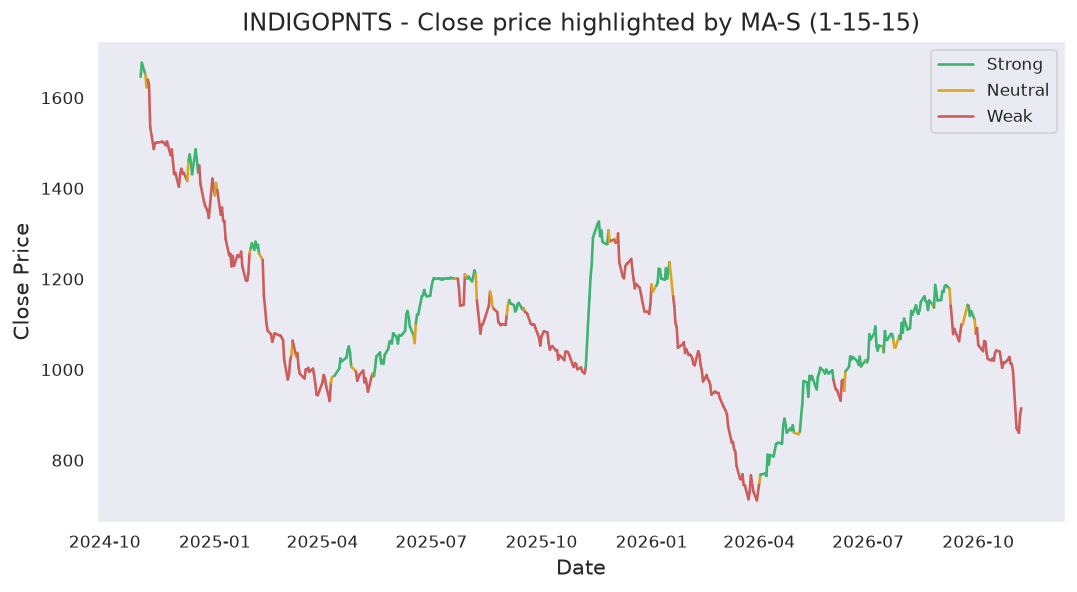 INDIGOPNTS - Close price highlighted by MA-S (1-15-15)
Strong
Neutral
Weak
Close Price
1600
1400
1200
1000
800
2024-10 2025-01 2025-04 2025-07 2025-10 2026-01 2026-04 2026-07 2026-10
Date